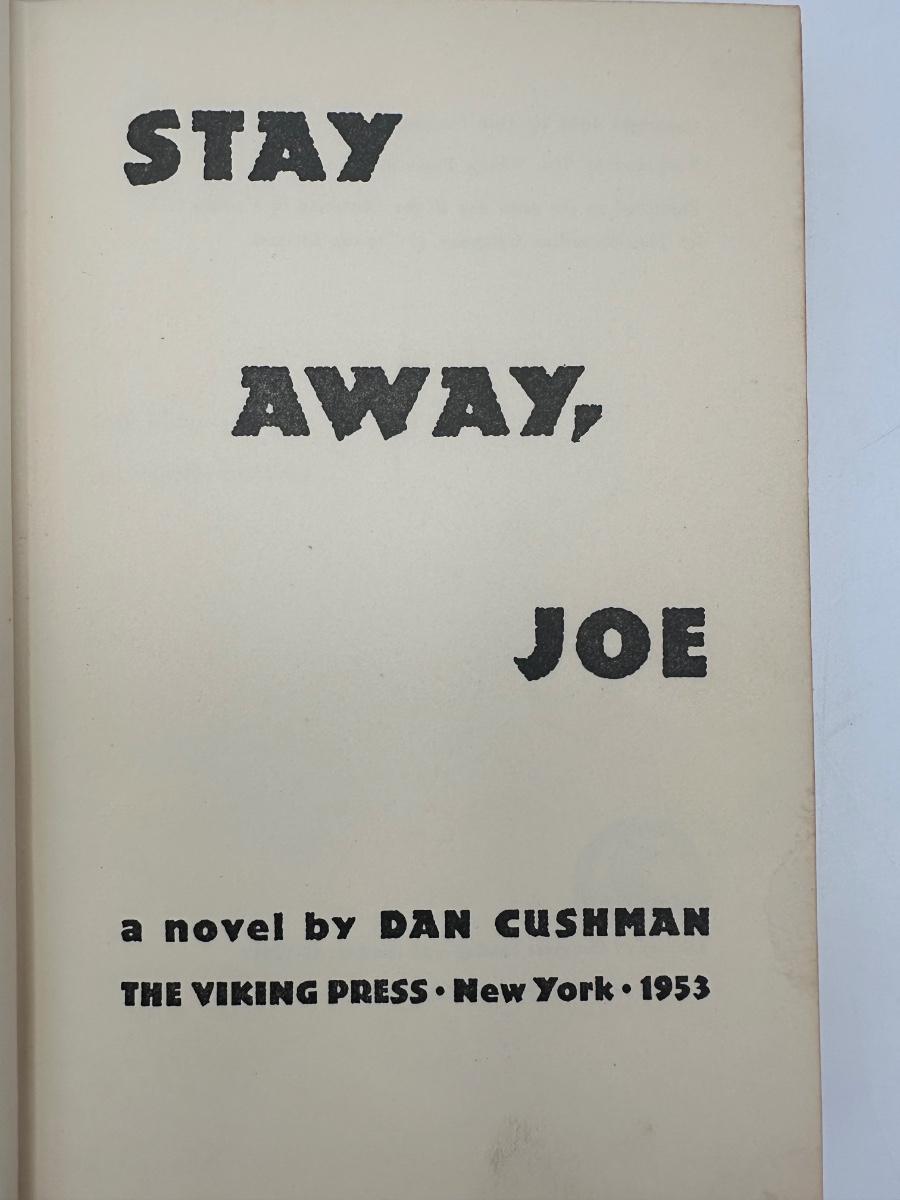 STAY
AWAY,
JOE
a novel by DAN CUSHMAN
THE VIKING PRESS • New York • 1953